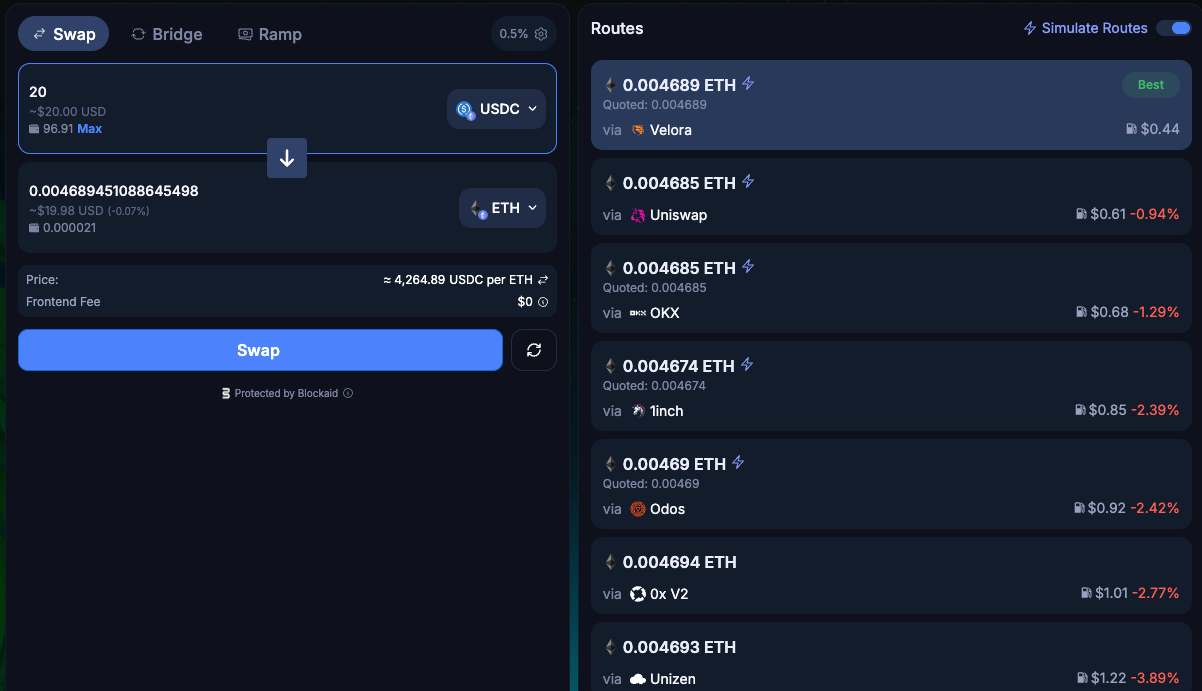 Swap
Bridge
Ramp
0.5%
20
~$20.00 USD
96.91 Max
USDC
0.004689451088645498
~$19.98 USD (-0.07%)
0.000021
ETH
Price:
≈ 4,264.89 USDC per ETH
Frontend Fee
$0
Swap
Protected by Blockaid
Routes
Simulate Routes
0.004689 ETH
Best
Quoted: 0.004689
via Velora
$0.44
0.004685 ETH
via Uniswap
$0.61 -0.94%
0.004685 ETH
Quoted: 0.004685
via OKX OKX
$0.68 -1.29%
0.004674 ETH
Quoted: 0.004674
via 1inch
$0.85 -2.39%
0.00469 ETH
Quoted: 0.00469
via Odos
$0.92 -2.42%
0.004694 ETH
via 0x V2
$1.01 -2.77%
0.004693 ETH
via Unizen
$1.22 -3.89%